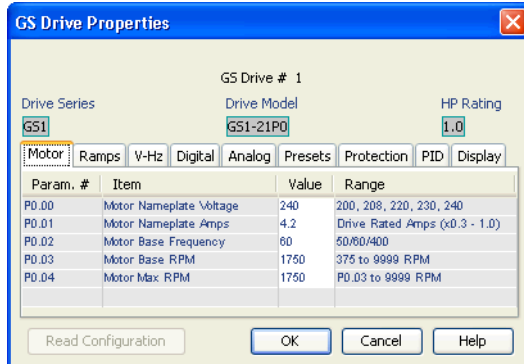 GS Drive Properties
GS Drive # 1
Drive Series Drive Model HP Rating
GS1 GS1-21P0 1.0
Motor Ramps V-Hz Digital Analog Presets Protection PID Display
Param. # Item Value Range
P0.00 Motor Nameplate Voltage 240 200, 208, 220, 230, 240
P0.01 Motor Nameplate Amps 4.2 Drive Rated Amps (x0.3 - 1.0)
P0.02 Motor Base Frequency 60 50/60/400
P0.03 Motor Base RPM 1750 375 to 9999 RPM
P0.04 Motor Max RPM 1750 P0.03 to 9999 RPM
Read Configuration OK Cancel Help